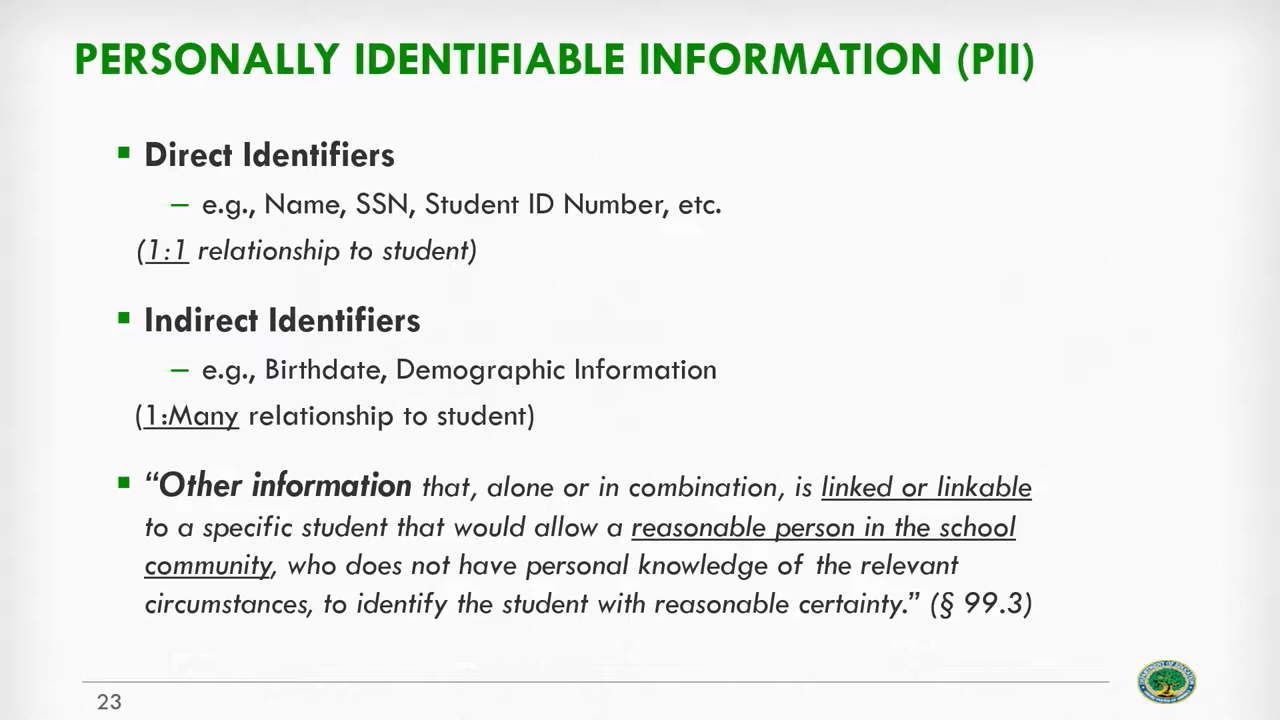 PERSONALLY IDENTIFIABLE INFORMATION (PII)
▪ Direct Identifiers
– e.g., Name, SSN, Student ID Number, etc.
(1:1 relationship to student)
▪ Indirect Identifiers
– e.g., Birthdate, Demographic Information
(1:Many relationship to student)
▪ “Other information that, alone or in combination, is linked or linkable
to a specific student that would allow a reasonable person in the school
community, who does not have personal knowledge of the relevant
circumstances, to identify the student with reasonable certainty.” (§ 99.3)
23